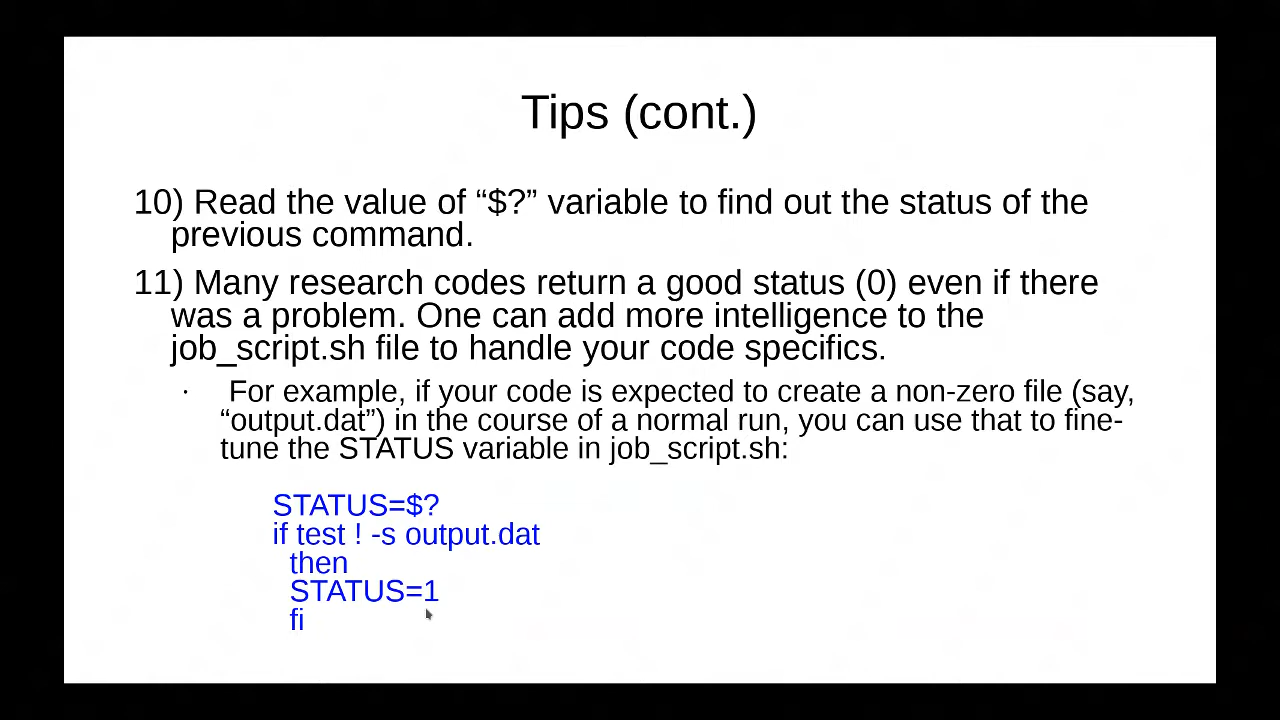 Tips (cont.)
10) Read the value of “$?” variable to find out the status of the
previous command.
11) Many research codes return a good status (0) even if there
was a problem. One can add more intelligence to the
job_script.sh file to handle your code specifics.
· For example, if your code is expected to create a non-zero file (say,
“output.dat”) in the course of a normal run, you can use that to fine-
tune the STATUS variable in job_script.sh:
STATUS=$?
if test ! -s output.dat
then
STATUS=1
fi